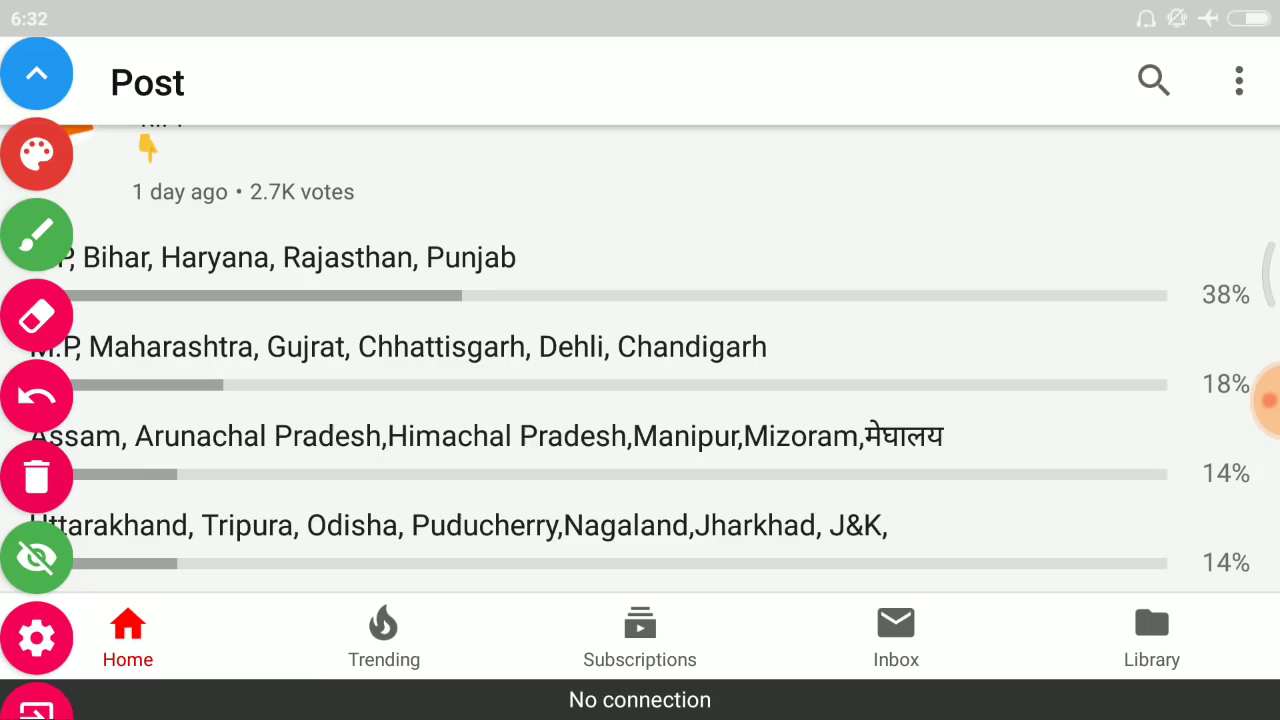 6:32
Post
1 day ago • 2.7K votes
Bihar, Haryana, Rajasthan, Punjab
38%
M.P, Maharashtra, Gujrat, Chhattisgarh, Dehli, Chandigarh
18%
Assam, Arunachal Pradesh,Himachal Pradesh,Manipur,Mizoram,मेघालय
14%
Uttarakhand, Tripura, Odisha, Puducherry,Nagaland,Jharkhad, J&K,
14%
Home
Trending
Subscriptions
Inbox
Library
No connection